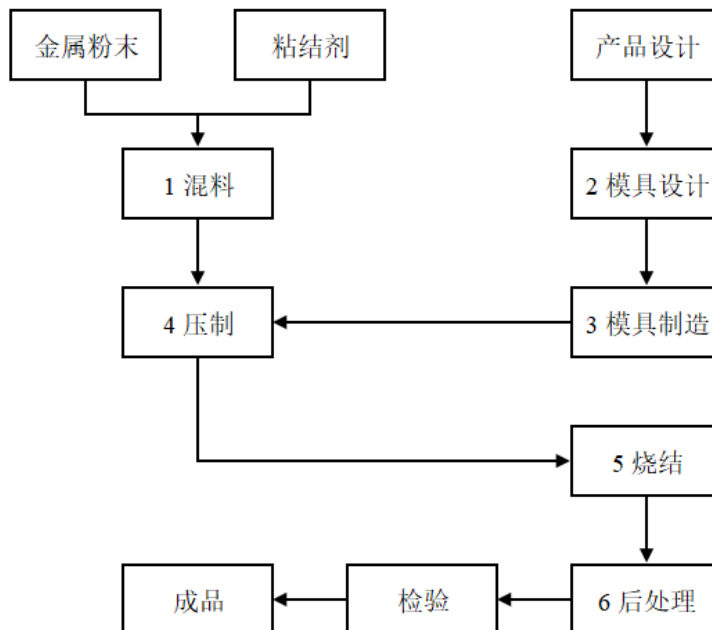 金属粉末
粘结剂
产品设计
1 混料
2 模具设计
4 压制
3 模具制造
5 烧结
成品
检验
6 后处理